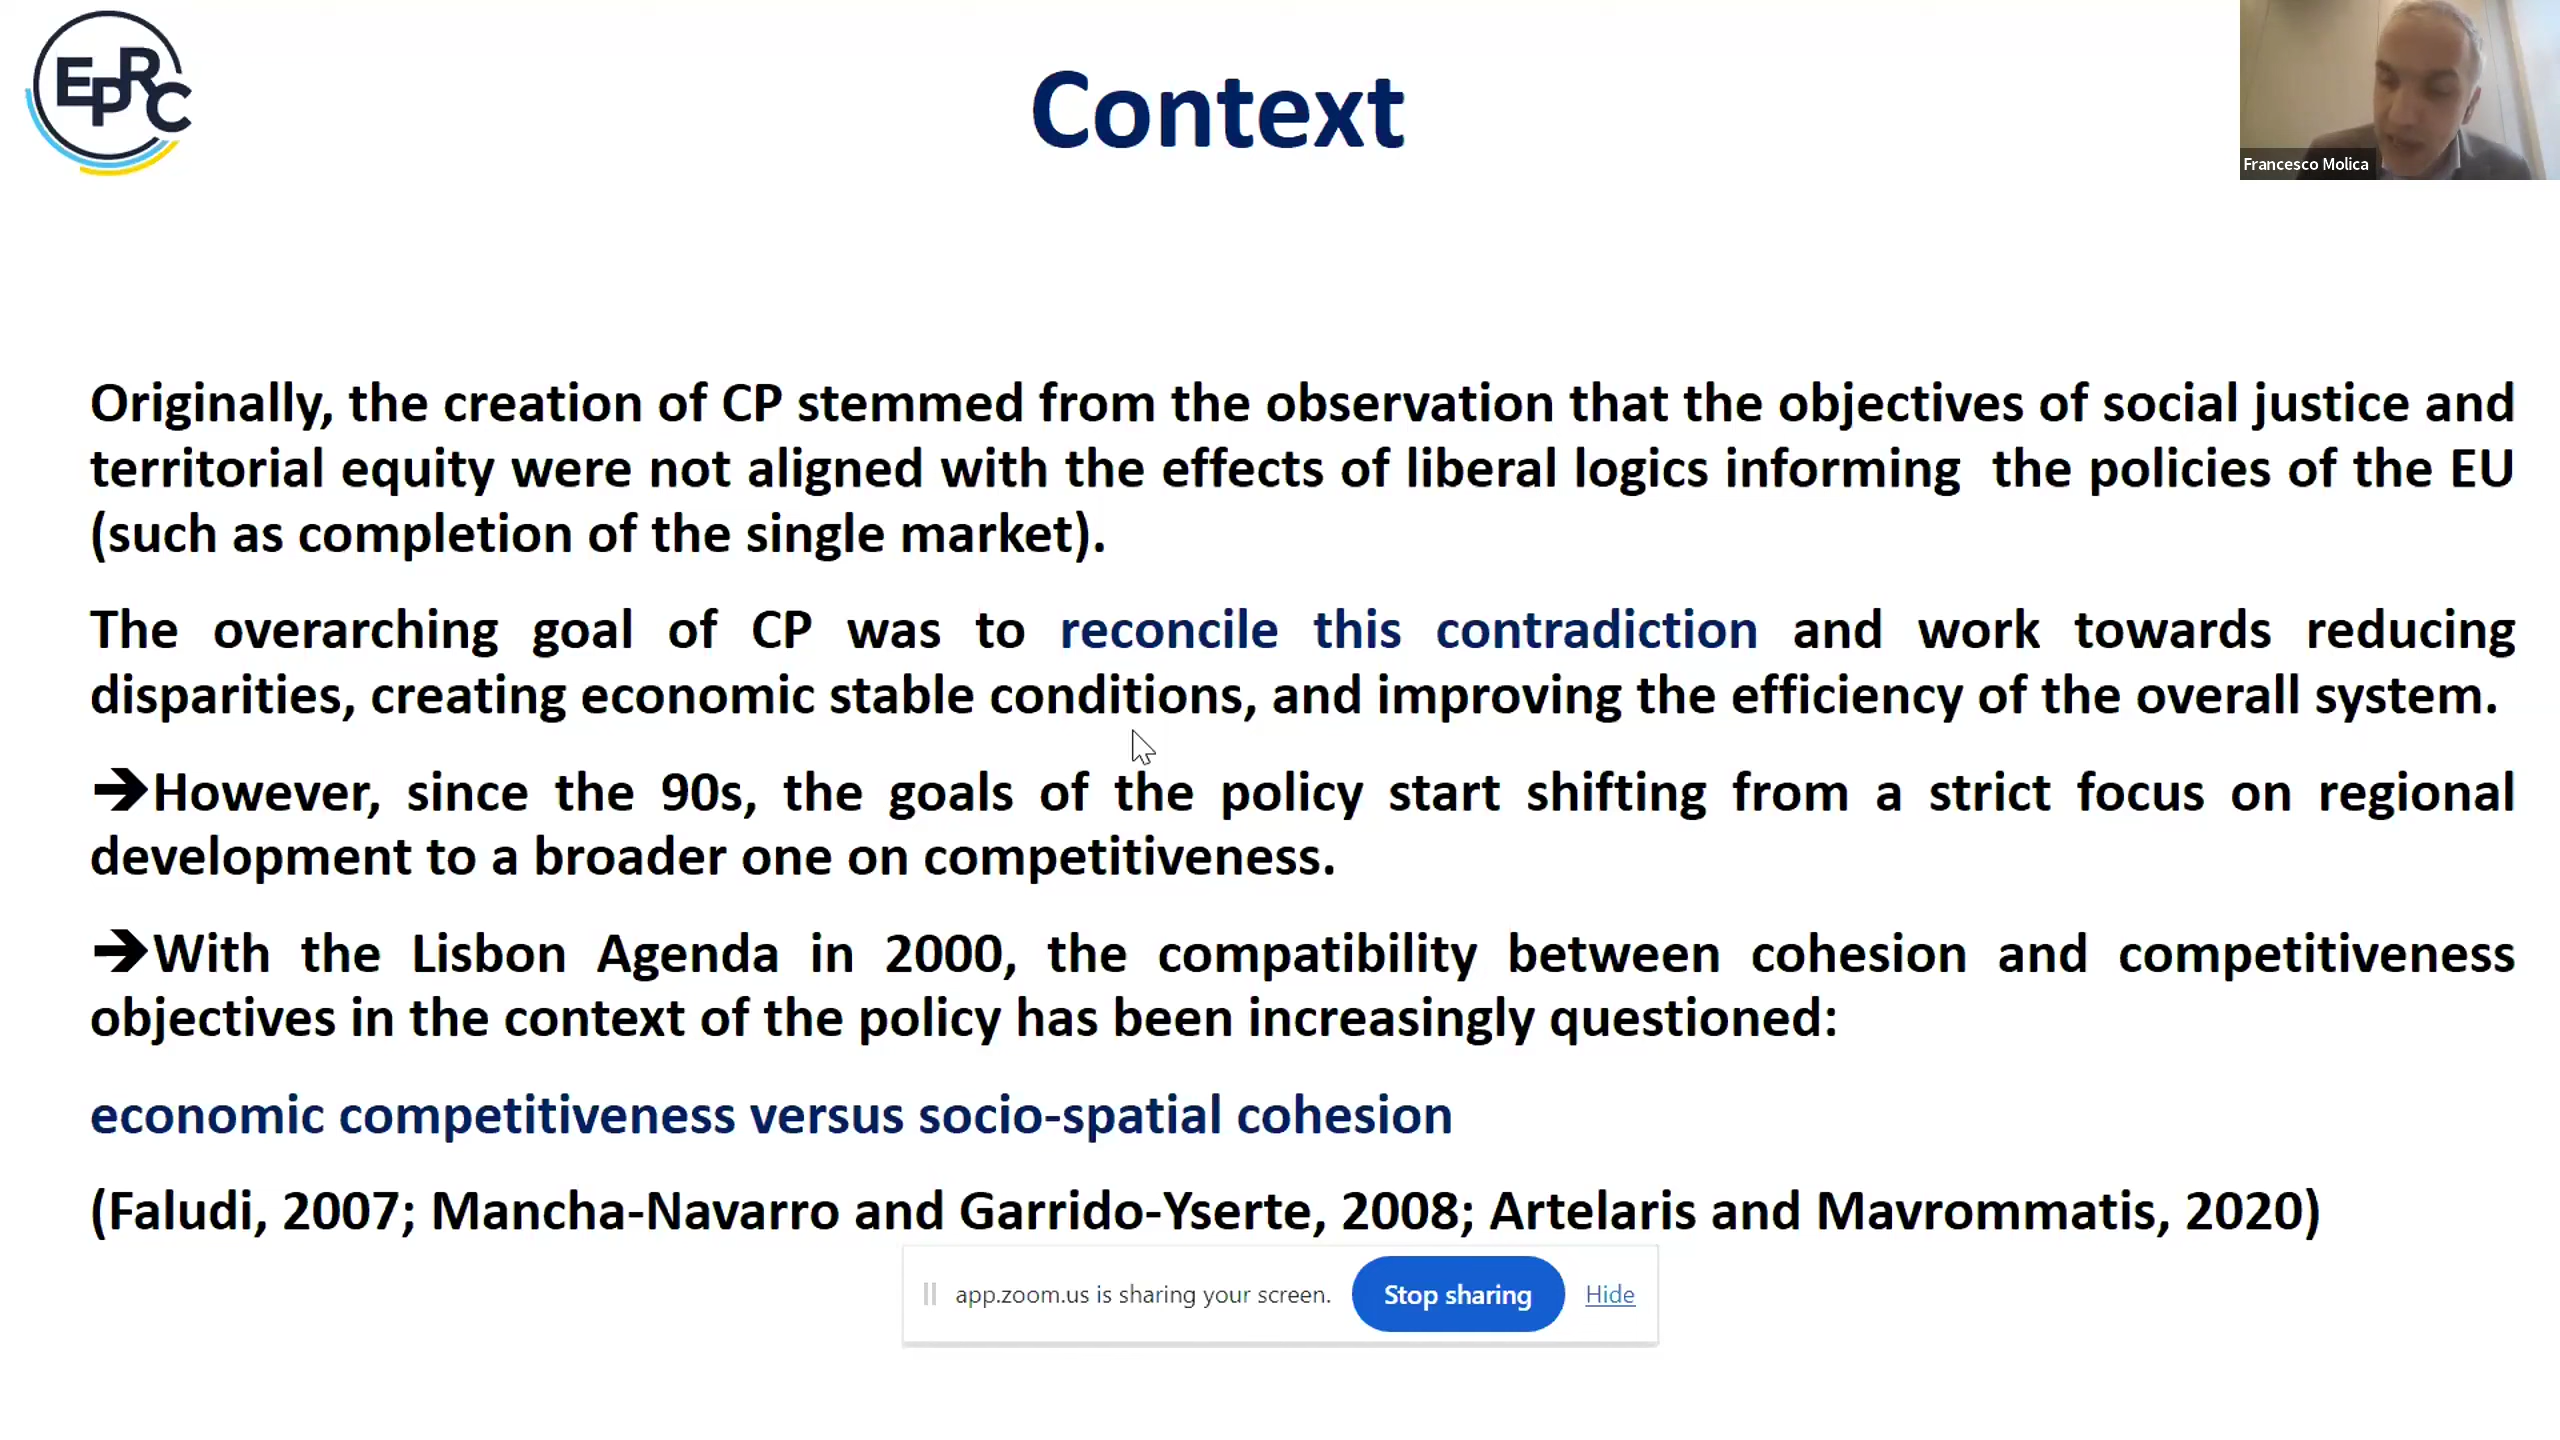 EPRC
Context
Francesco Molica
Originally, the creation of CP stemmed from the observation that the objectives of social justice and
territorial equity were not aligned with the effects of liberal logics informing the policies of the EU
(such as completion of the single market).
The overarching goal of CP was to reconcile this contradiction and work towards reducing
disparities, creating economic stable conditions, and improving the efficiency of the overall system.
➔However, since the 90s, the goals of the policy start shifting from a strict focus on regional
development to a broader one on competitiveness.
➔With the Lisbon Agenda in 2000, the compatibility between cohesion and competitiveness
objectives in the context of the policy has been increasingly questioned:
economic competitiveness versus socio-spatial cohesion
(Faludi, 2007; Mancha-Navarro and Garrido-Yserte, 2008; Artelaris and Mavrommatis, 2020)
app.zoom.us is sharing your screen. Stop sharing Hide